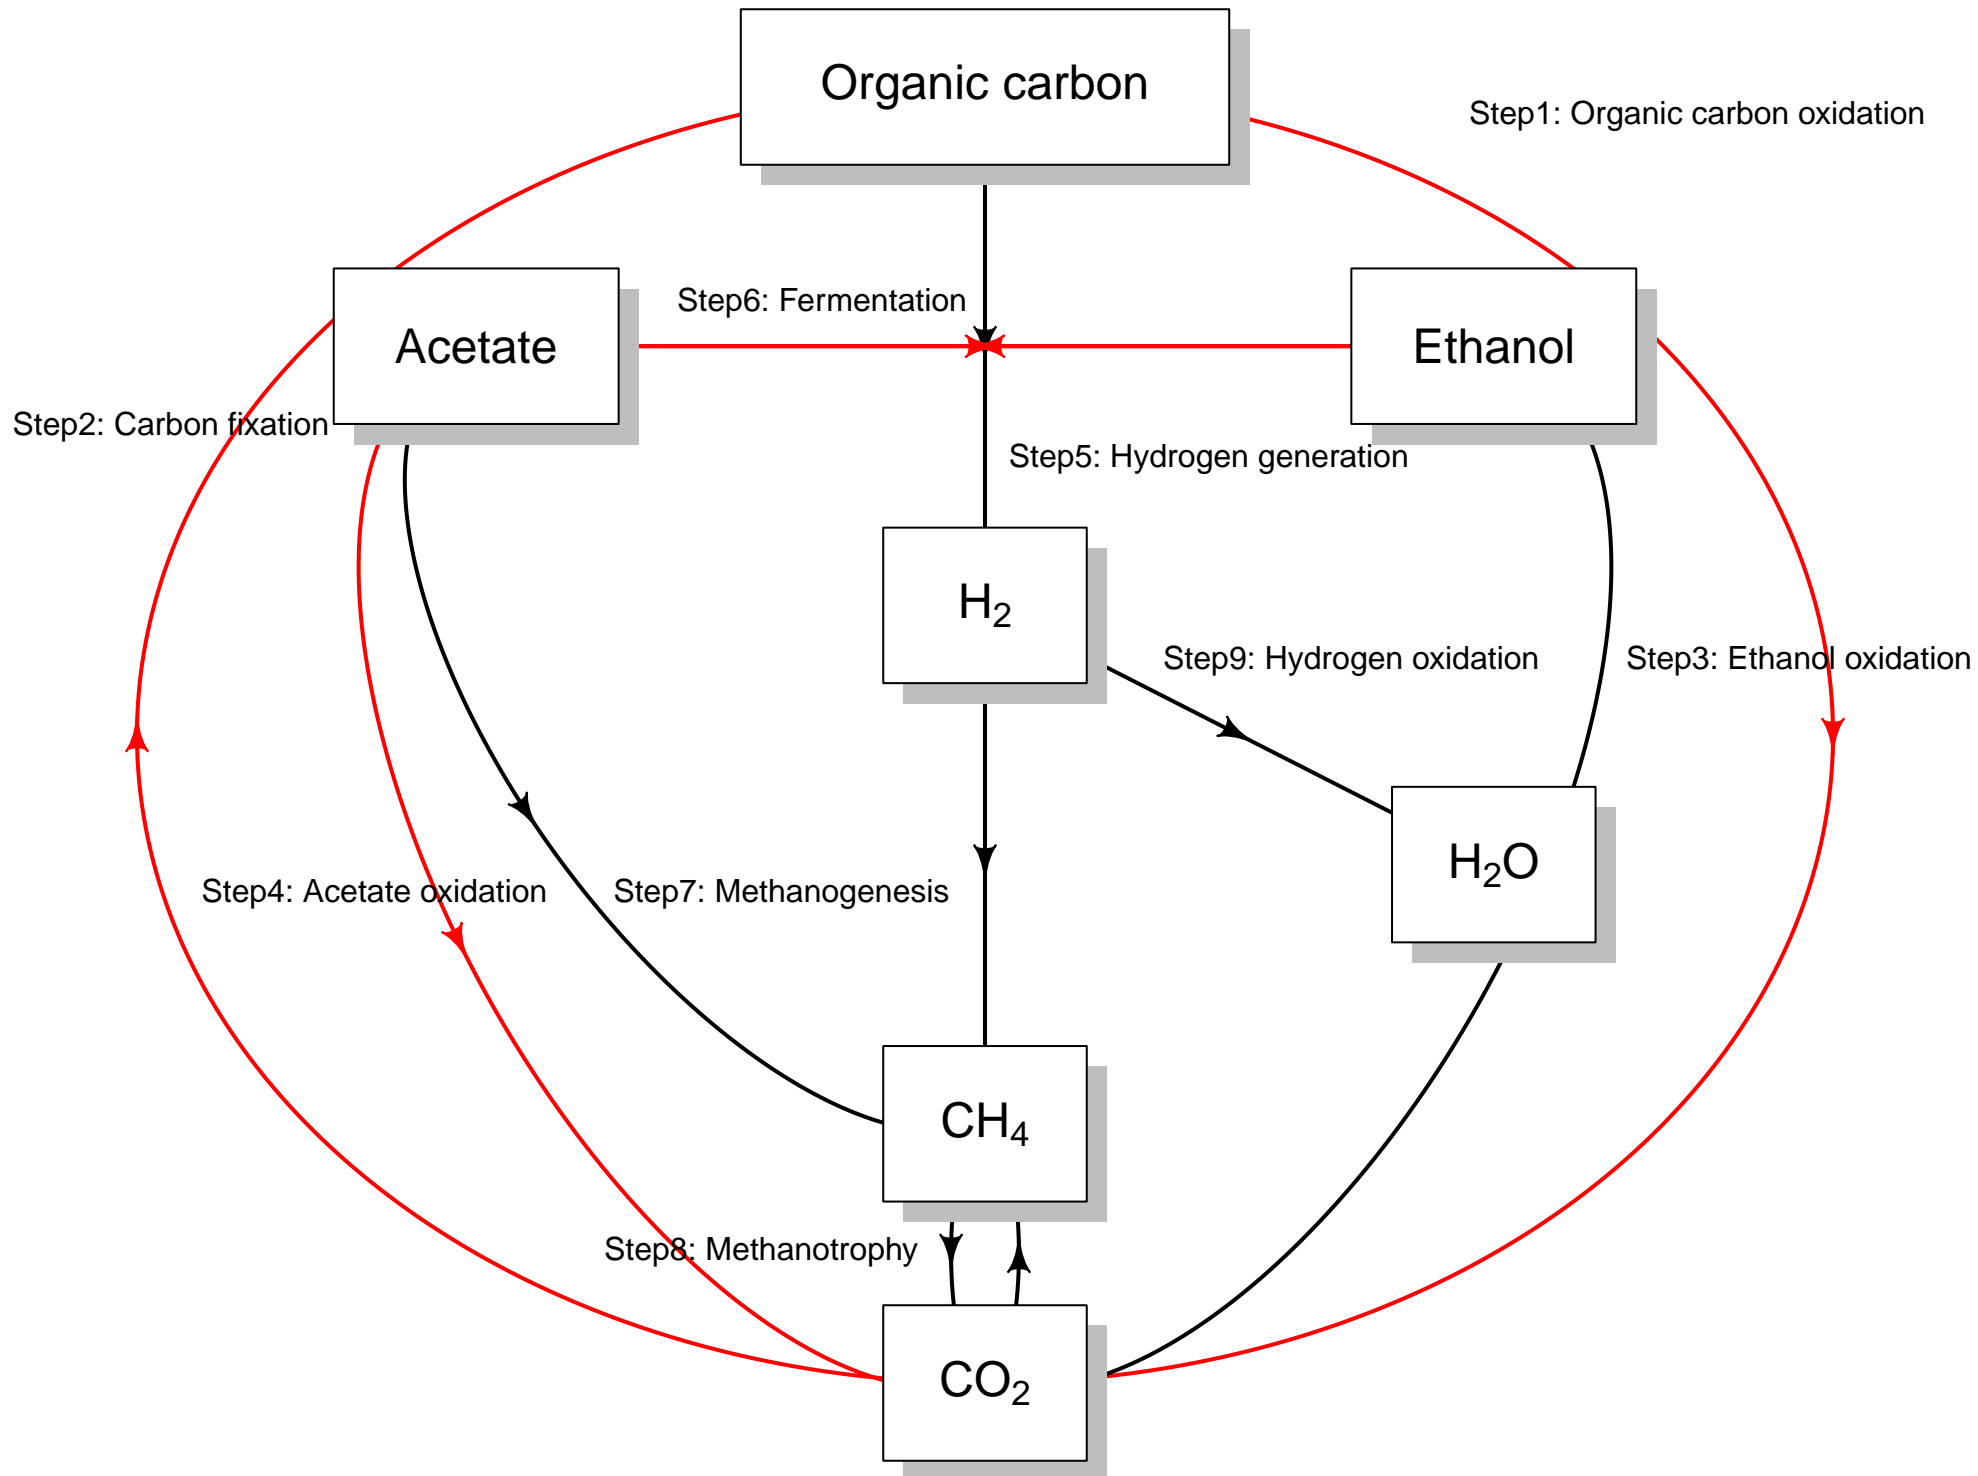 Organic carbon
Step1: Organic carbon oxidation
Step6: Fermentation
Acetate
Ethanol
Step2: Carbon fixation
Step5: Hydrogen generation
H₂
Step9: Hydrogen oxidation
Step3: Ethanol oxidation
H₂O
Step4: Acetate oxidation
Step7: Methanogenesis
CH₄
Step8: Methanotrophy
CO₂